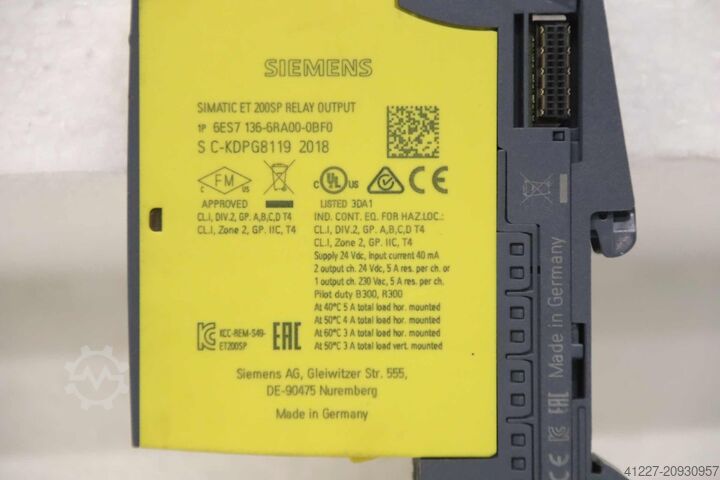 SIEMENS
SIMATIC ET 200SP RELAY OUTPUT
1P 6ES7 136-6RA00-0BF0
S C-KDPG8119 2018
C FM US
C UL US
CE
APPROVED
CL.I, DIV.2, GP. A,B,C,D T4
CL.I, Zone 2, GP. IIC, T4
LISTED 3DA1
IND. CONT. EQ. FOR HAZ.LOC.:
CL.I, DIV.2, GP. A,B,C,D T4
CL.I, Zone 2, GP. IIC, T4
Supply 24 Vdc, Input current 40 mA
2 output ch. 24 Vdc, 5 A res. per ch. or
1 output ch. 230 Vac, 5 A res. per ch.
Pilot duty B300, R300
At 40°C 5 A total load hor. mounted
At 50°C 4 A total load hor. mounted
At 60°C 3 A total load hor. mounted
At 50°C 3 A total load vert. mounted
KCC-REM-S49-
ET200SP
EAC
Siemens AG, Gleiwitzer Str. 555,
DE-90475 Nuremberg
Made in Germany
CE EAC Made in Germany
41227-20930957